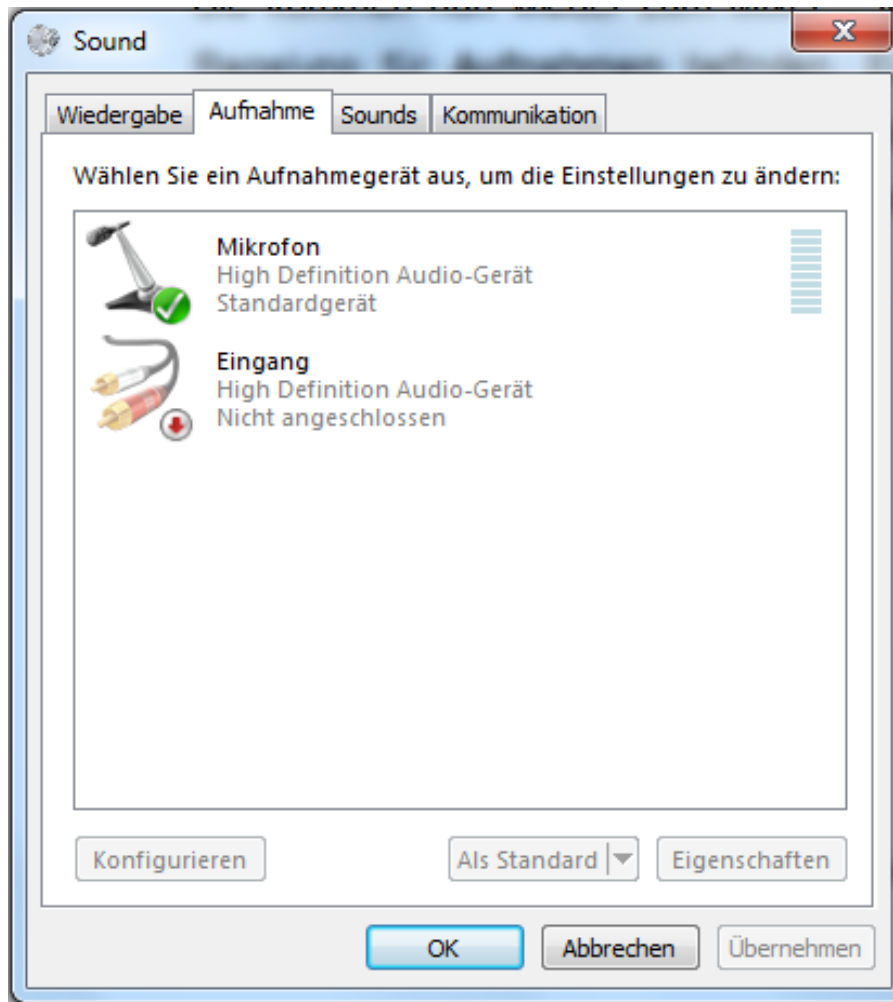 Sound
Wiedergabe Aufnahme Sounds Kommunikation
Wählen Sie ein Aufnahmegerät aus, um die Einstellungen zu ändern:
Mikrofon
High Definition Audio-Gerät
Standardgerät
Eingang
High Definition Audio-Gerät
Nicht angeschlossen
Konfigurieren Als Standard Eigenschaften
OK Abbrechen Übernehmen